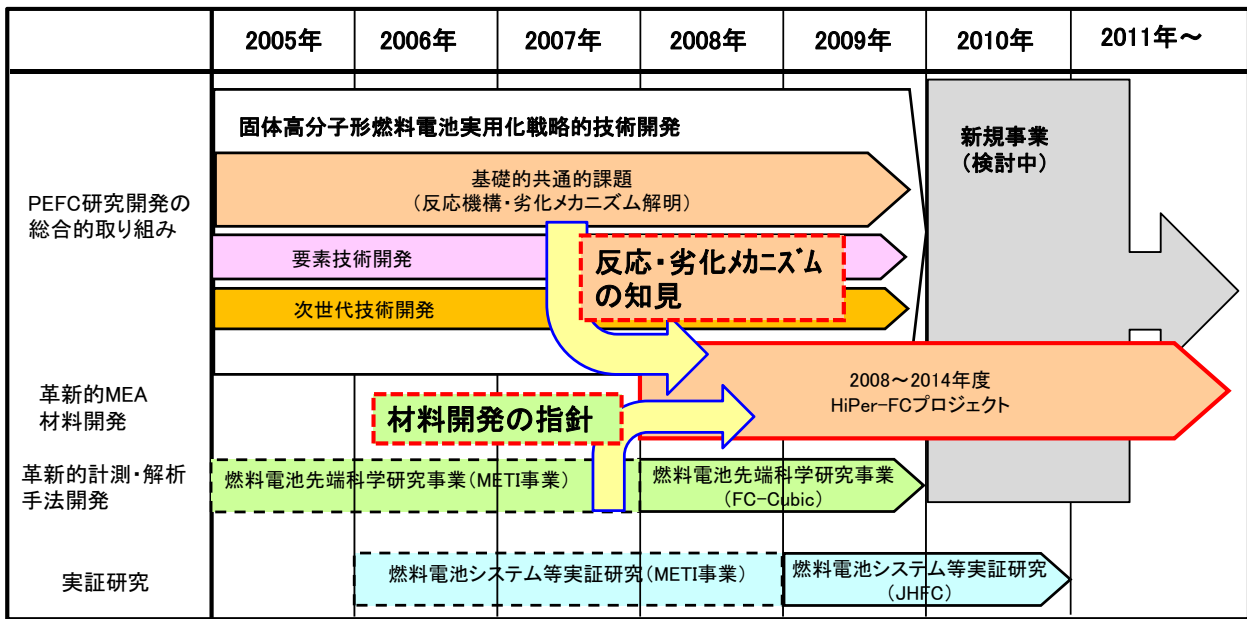 2005年
2006年
2007年
2008年
2009年
2010年
2011年～
PEFC研究開発の
総合的取り組み
固体高分子形燃料電池実用化戦略的技術開発
基礎的共通的課題
（反応機構・劣化メカニズム解明）
要素技術開発
次世代技術開発
反応・劣化ﾒｶﾆｽﾞﾑ
の知見
新規事業
（検討中）
革新的MEA
材料開発
2008～2014年度
HiPer-FCプロジェクト
材料開発の指針
革新的計測・解析
手法開発
燃料電池先端科学研究事業（METI事業）
燃料電池先端科学研究事業
（FC-Cubic）
実証研究
燃料電池システム等実証研究（METI事業）
燃料電池システム等実証研究
（JHFC）